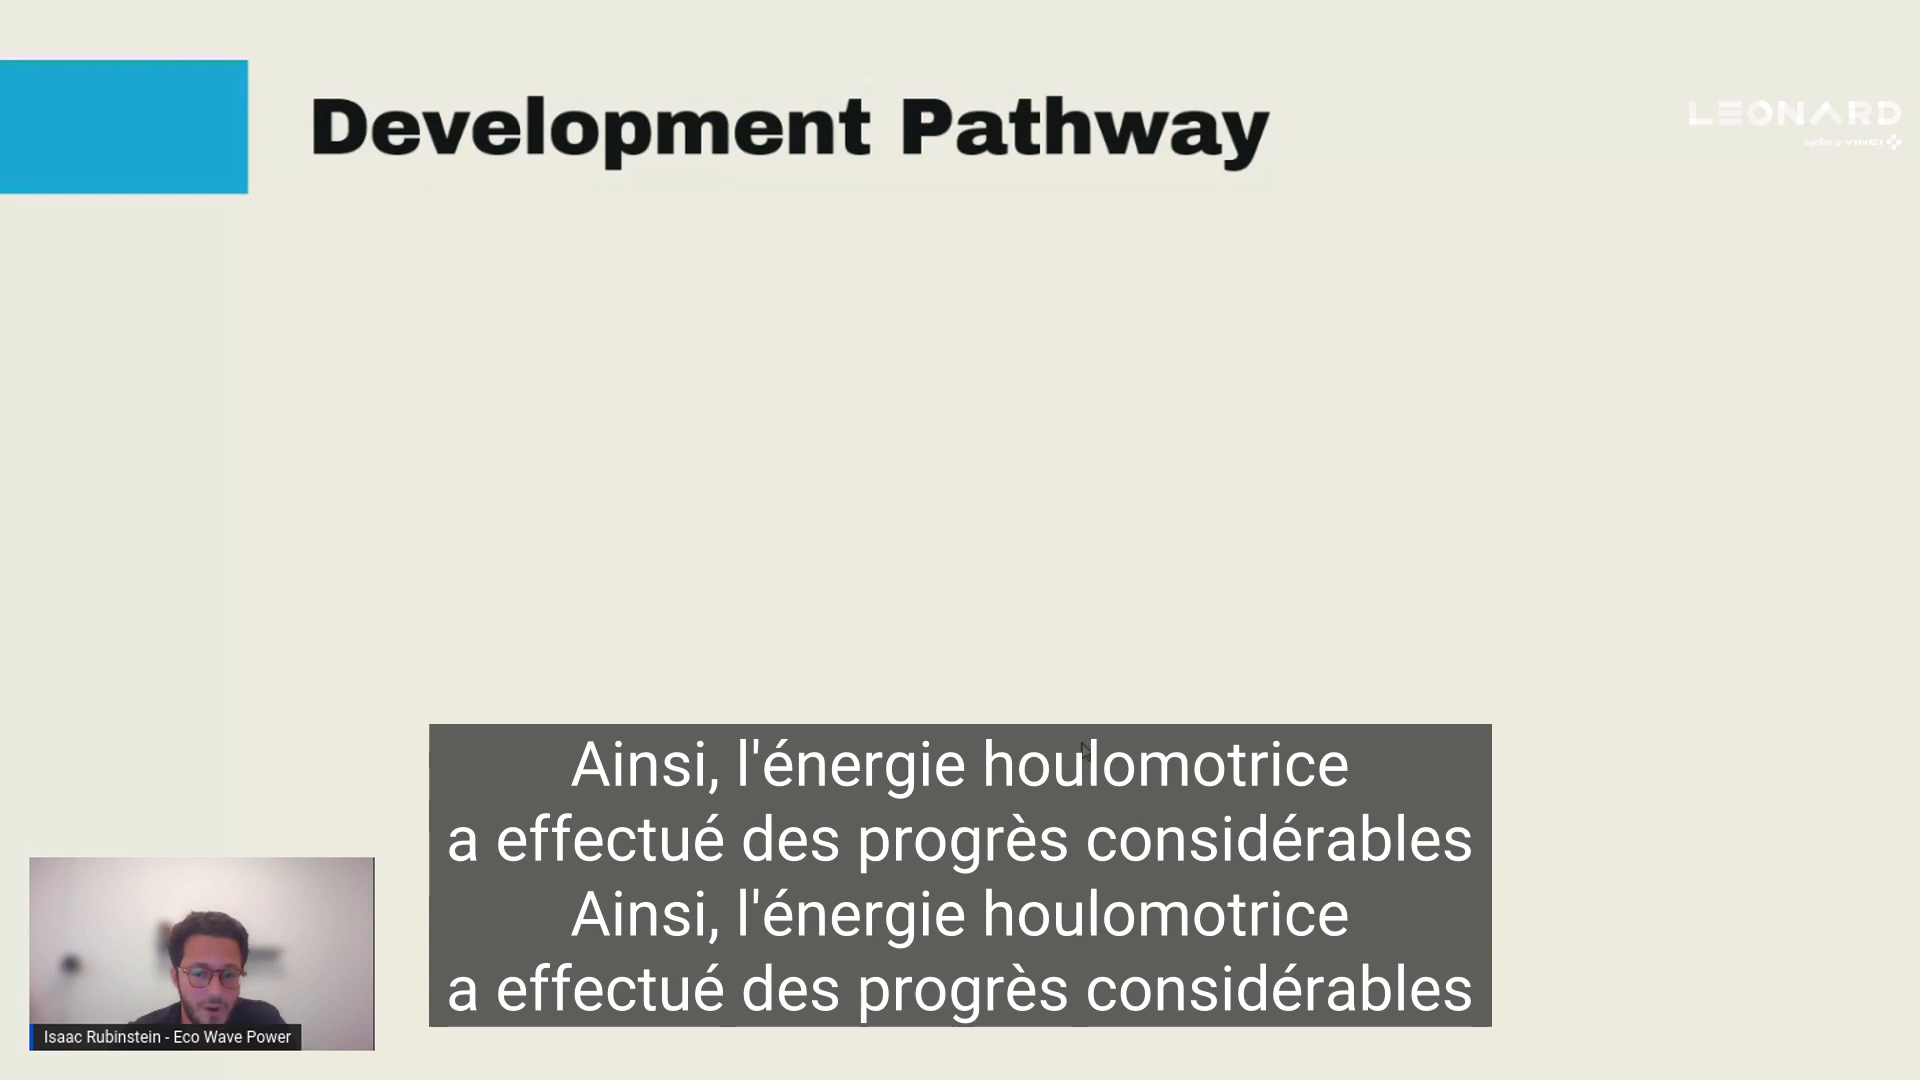 Development Pathway
LEONARD
VINCI
Ainsi, l'énergie houlomotrice
a effectué des progrès considérables
Ainsi, l'énergie houlomotrice
a effectué des progrès considérables
Isaac Rubinstein - Eco Wave Power